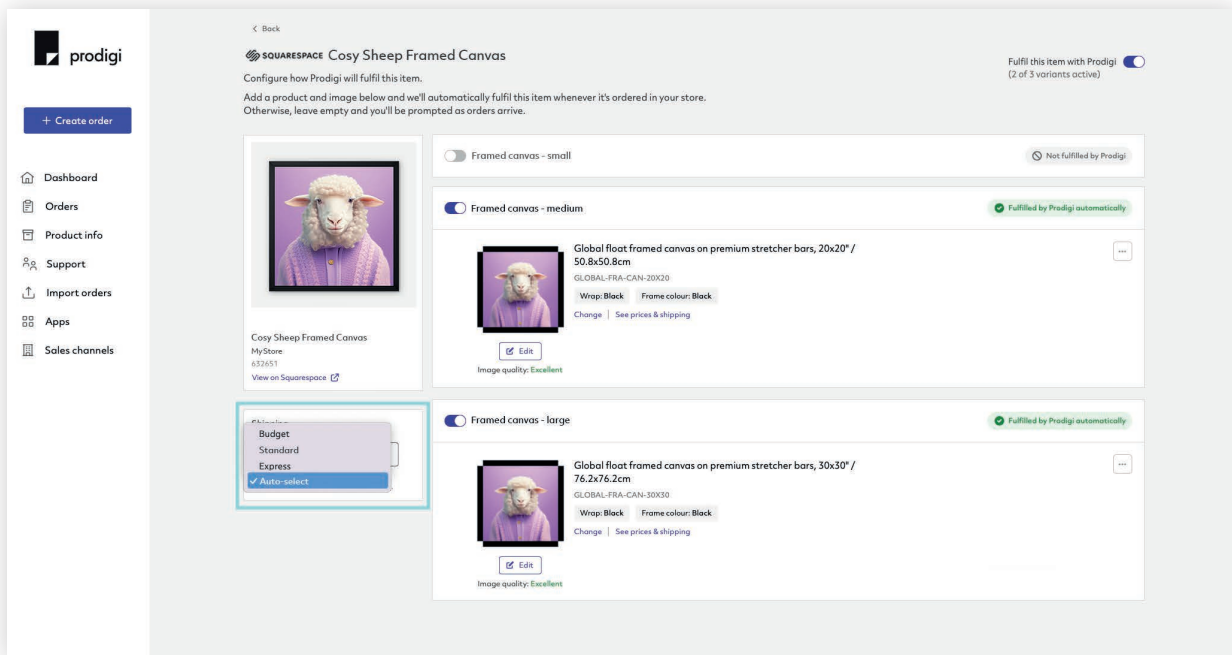 prodigi
+ Create order
Dashboard
Orders
Product info
Support
Import orders
Apps
Sales channels
< Back
SQUARESPACE Cosy Sheep Framed Canvas
Configure how Prodigi will fulfil this item.
Add a product and image below and we'll automatically fulfil this item whenever it's ordered in your store.
Otherwise, leave empty and you'll be prompted as orders arrive.
Fulfil this item with Prodigi
(2 of 3 variants active)
Cosy Sheep Framed Canvas
MyStore
632651
View on Squarespace
Shipping
Budget
Standard
Express
✓ Auto-select
Framed canvas - small
Not fulfilled by Prodigi
Framed canvas - medium
Fulfilled by Prodigi automatically
Global float framed canvas on premium stretcher bars, 20x20" /
50.8x50.8cm
GLOBAL-FRA-CAN-20X20
Wrap: Black Frame colour: Black
Change | See prices & shipping
Edit
Image quality: Excellent
Framed canvas - large
Fulfilled by Prodigi automatically
Global float framed canvas on premium stretcher bars, 30x30" /
76.2x76.2cm
GLOBAL-FRA-CAN-30X30
Wrap: Black Frame colour: Black
Change | See prices & shipping
Edit
Image quality: Excellent